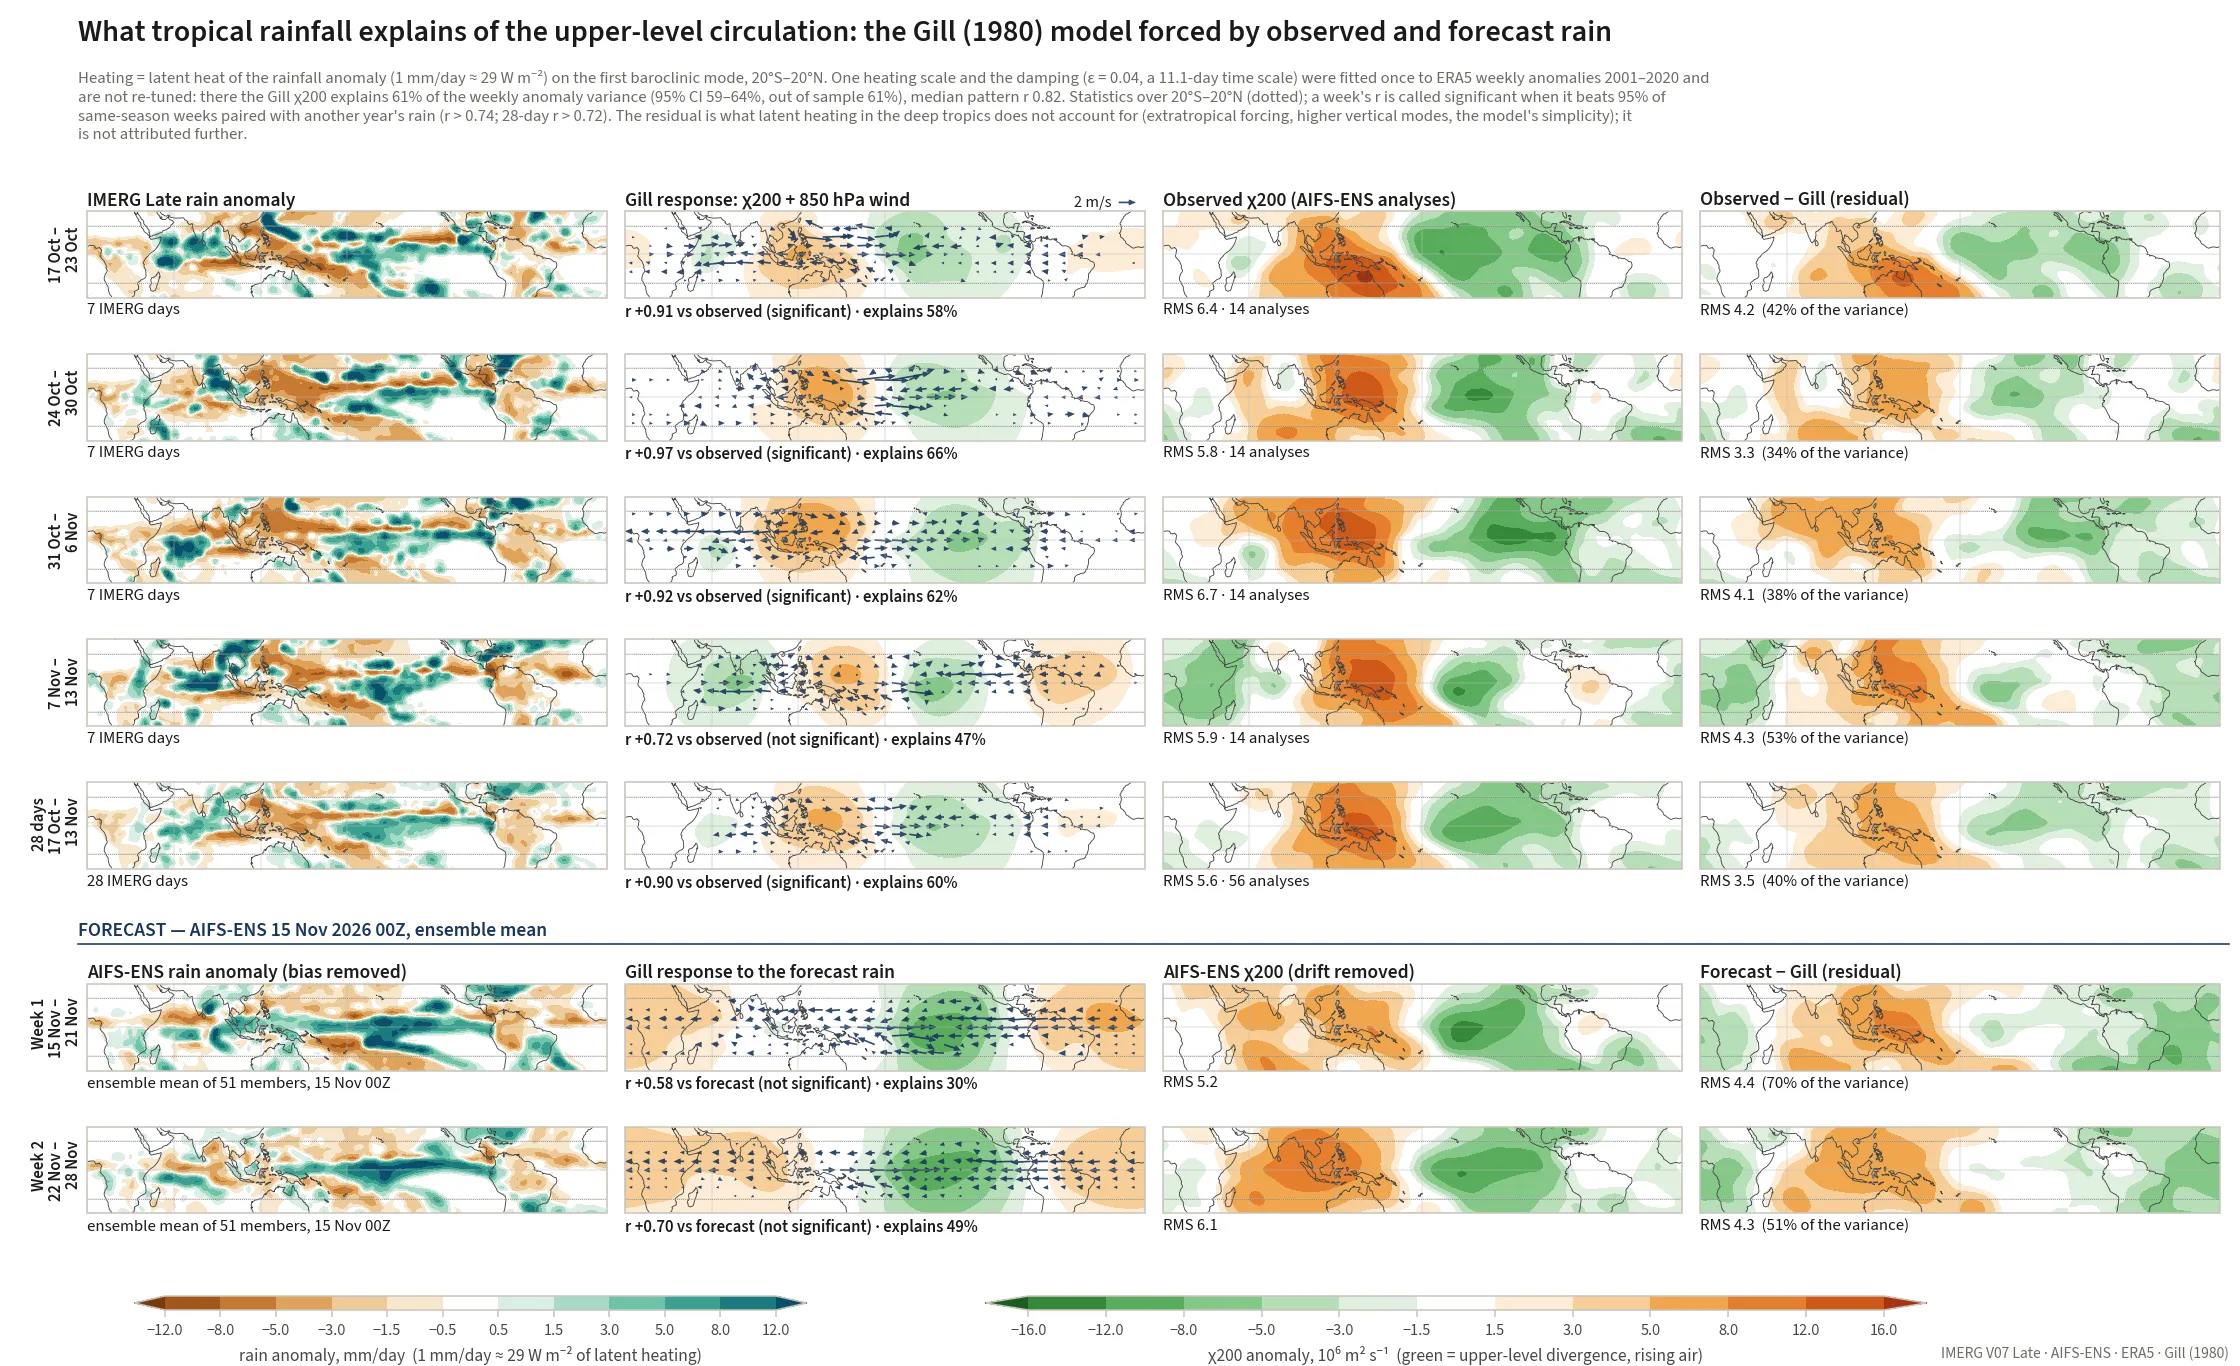 What tropical rainfall explains of the upper-level circulation: the Gill (1980) model forced by observed and forecast rain
Heating = latent heat of the rainfall anomaly (1 mm/day ≈ 29 W m⁻²) on the first baroclinic mode, 20°S–20°N. One heating scale and the damping (ε = 0.04, a 11.1-day time scale) were fitted once to ERA5 weekly anomalies 2001–2020 and
are not re-tuned: there the Gill χ200 explains 61% of the weekly anomaly variance (95% CI 59–64%, out of sample 61%), median pattern r 0.82. Statistics over 20°S–20°N (dotted); a week's r is called significant when it beats 95% of
same-season weeks paired with another year's rain (r > 0.74; 28-day r > 0.72). The residual is what latent heating in the deep tropics does not account for (extratropical forcing, higher vertical modes, the model's simplicity); it
is not attributed further.
IMERG Late rain anomaly
Gill response: χ200 + 850 hPa wind
2 m/s
Observed χ200 (AIFS-ENS analyses)
Observed − Gill (residual)
17 Oct –
23 Oct
7 IMERG days
r +0.91 vs observed (significant) · explains 58%
RMS 6.4 · 14 analyses
RMS 4.2 (42% of the variance)
24 Oct –
30 Oct
7 IMERG days
r +0.97 vs observed (significant) · explains 66%
RMS 5.8 · 14 analyses
RMS 3.3 (34% of the variance)
31 Oct –
6 Nov
7 IMERG days
r +0.92 vs observed (significant) · explains 62%
RMS 6.7 · 14 analyses
RMS 4.1 (38% of the variance)
7 Nov –
13 Nov
7 IMERG days
r +0.72 vs observed (not significant) · explains 47%
RMS 5.9 · 14 analyses
RMS 4.3 (53% of the variance)
28 days
17 Oct –
13 Nov
28 IMERG days
r +0.90 vs observed (significant) · explains 60%
RMS 5.6 · 56 analyses
RMS 3.5 (40% of the variance)
FORECAST — AIFS-ENS 15 Nov 2026 00Z, ensemble mean
AIFS-ENS rain anomaly (bias removed)
Gill response to the forecast rain
AIFS-ENS χ200 (drift removed)
Forecast − Gill (residual)
Week 1
15 Nov –
21 Nov
ensemble mean of 51 members, 15 Nov 00Z
r +0.58 vs forecast (not significant) · explains 30%
RMS 5.2
RMS 4.4 (70% of the variance)
Week 2
22 Nov –
28 Nov
ensemble mean of 51 members, 15 Nov 00Z
r +0.70 vs forecast (not significant) · explains 49%
RMS 6.1
RMS 4.3 (51% of the variance)
−12.0 −8.0 −5.0 −3.0 −1.5 −0.5 0.5 1.5 3.0 5.0 8.0 12.0
rain anomaly, mm/day (1 mm/day ≈ 29 W m⁻² of latent heating)
−16.0 −12.0 −8.0 −5.0 −3.0 −1.5 1.5 3.0 5.0 8.0 12.0 16.0
χ200 anomaly, 10⁶ m² s⁻¹ (green = upper-level divergence, rising air)
IMERG V07 Late · AIFS-ENS · ERA5 · Gill (1980)